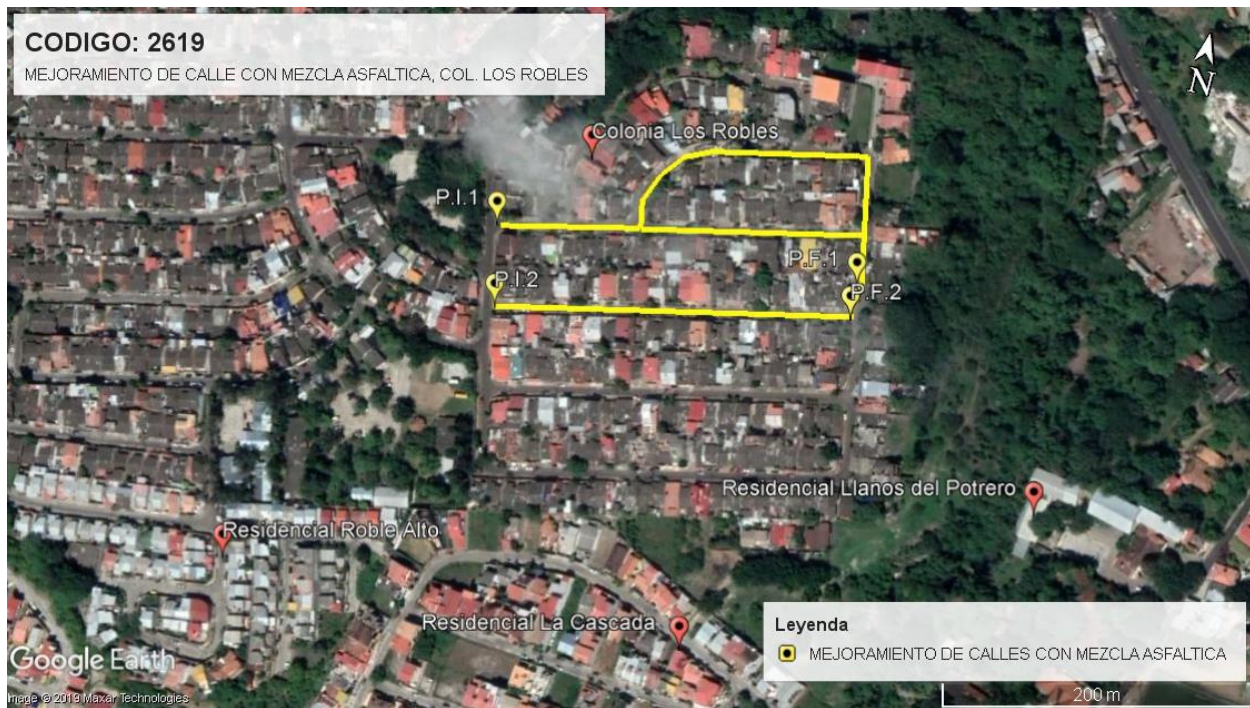 CODIGO: 2619
MEJORAMIENTO DE CALLE CON MEZCLA ASFALTICA, COL. LOS ROBLES
N
Colonia Los Robles
P.I.1
P.F.1
P.I.2
P.F.2
Residencial Llanos del Potrero
Residencial Roble Alto
Residencial La Cascada
Leyenda
MEJORAMIENTO DE CALLES CON MEZCLA ASFALTICA
Google Earth
Image © 2019 Maxar Technologies
200 m